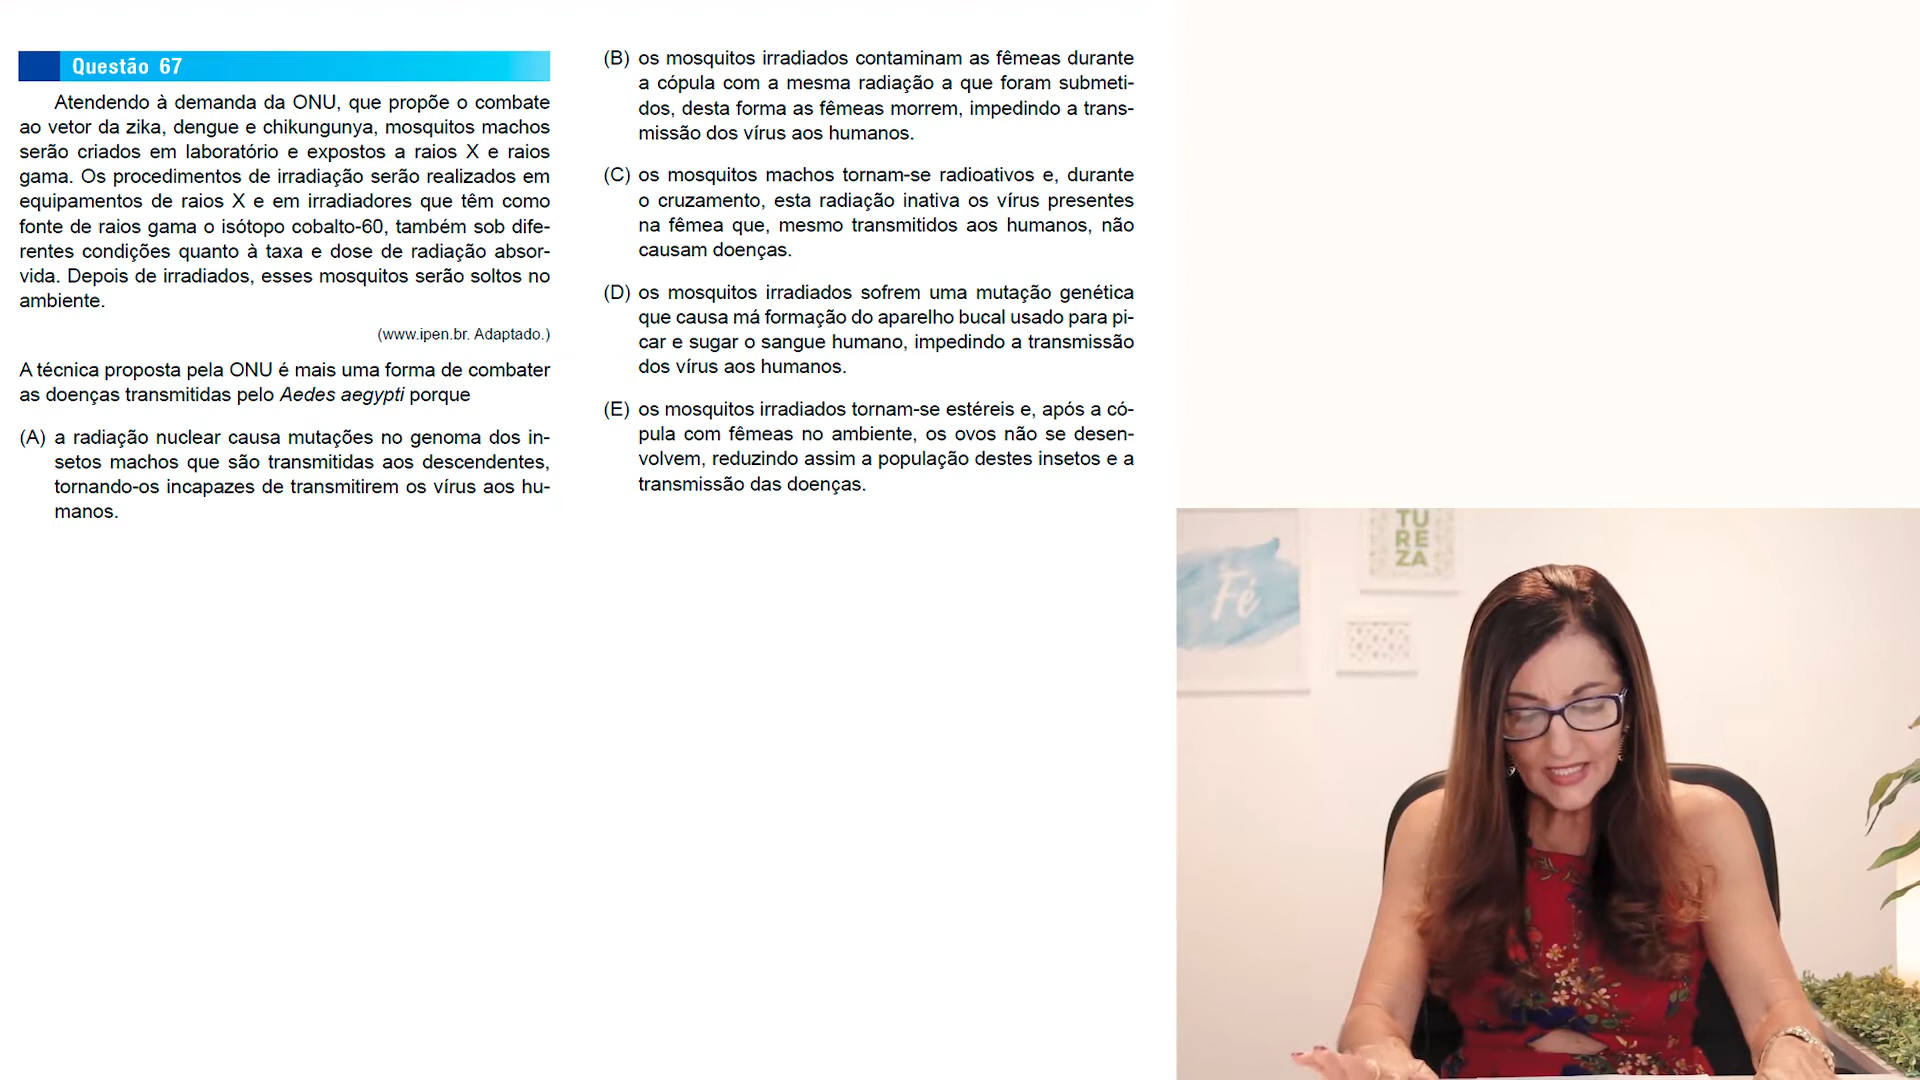 Questão 67
Atendendo à demanda da ONU, que propõe o combate
ao vetor da zika, dengue e chikungunya, mosquitos machos
serão criados em laboratório e expostos a raios X e raios
gama. Os procedimentos de irradiação serão realizados em
equipamentos de raios X e em irradiadores que têm como
fonte de raios gama o isótopo cobalto-60, também sob dife-
rentes condições quanto à taxa e dose de radiação absor-
vida. Depois de irradiados, esses mosquitos serão soltos no
ambiente.
(www.ipen.br. Adaptado.)
A técnica proposta pela ONU é mais uma forma de combater
as doenças transmitidas pelo Aedes aegypti porque
(A) a radiação nuclear causa mutações no genoma dos in-
setos machos que são transmitidas aos descendentes,
tornando-os incapazes de transmitirem os vírus aos hu-
manos.
(B) os mosquitos irradiados contaminam as fêmeas durante
a cópula com a mesma radiação a que foram submeti-
dos, desta forma as fêmeas morrem, impedindo a trans-
missão dos vírus aos humanos.
(C) os mosquitos machos tornam-se radioativos e, durante
o cruzamento, esta radiação inativa os vírus presentes
na fêmea que, mesmo transmitidos aos humanos, não
causam doenças.
(D) os mosquitos irradiados sofrem uma mutação genética
que causa má formação do aparelho bucal usado para pi-
car e sugar o sangue humano, impedindo a transmissão
dos vírus aos humanos.
(E) os mosquitos irradiados tornam-se estéreis e, após a có-
pula com fêmeas no ambiente, os ovos não se desen-
volvem, reduzindo assim a população destes insetos e a
transmissão das doenças.
Fé
TU
RE
ZA